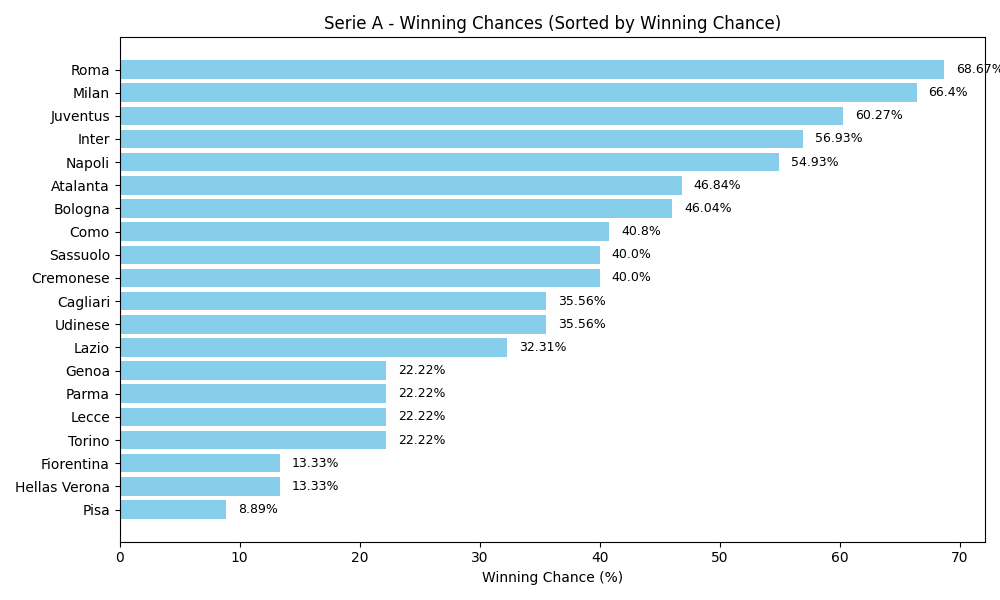 Serie A - Winning Chances (Sorted by Winning Chance)
Roma 68.67%
Milan 66.4%
Juventus 60.27%
Inter 56.93%
Napoli 54.93%
Atalanta 46.84%
Bologna 46.04%
Como 40.8%
Sassuolo 40.0%
Cremonese 40.0%
Cagliari 35.56%
Udinese 35.56%
Lazio 32.31%
Genoa 22.22%
Parma 22.22%
Lecce 22.22%
Torino 22.22%
Fiorentina 13.33%
Hellas Verona 13.33%
Pisa 8.89%
0 10 20 30 40 50 60 70
Winning Chance (%)